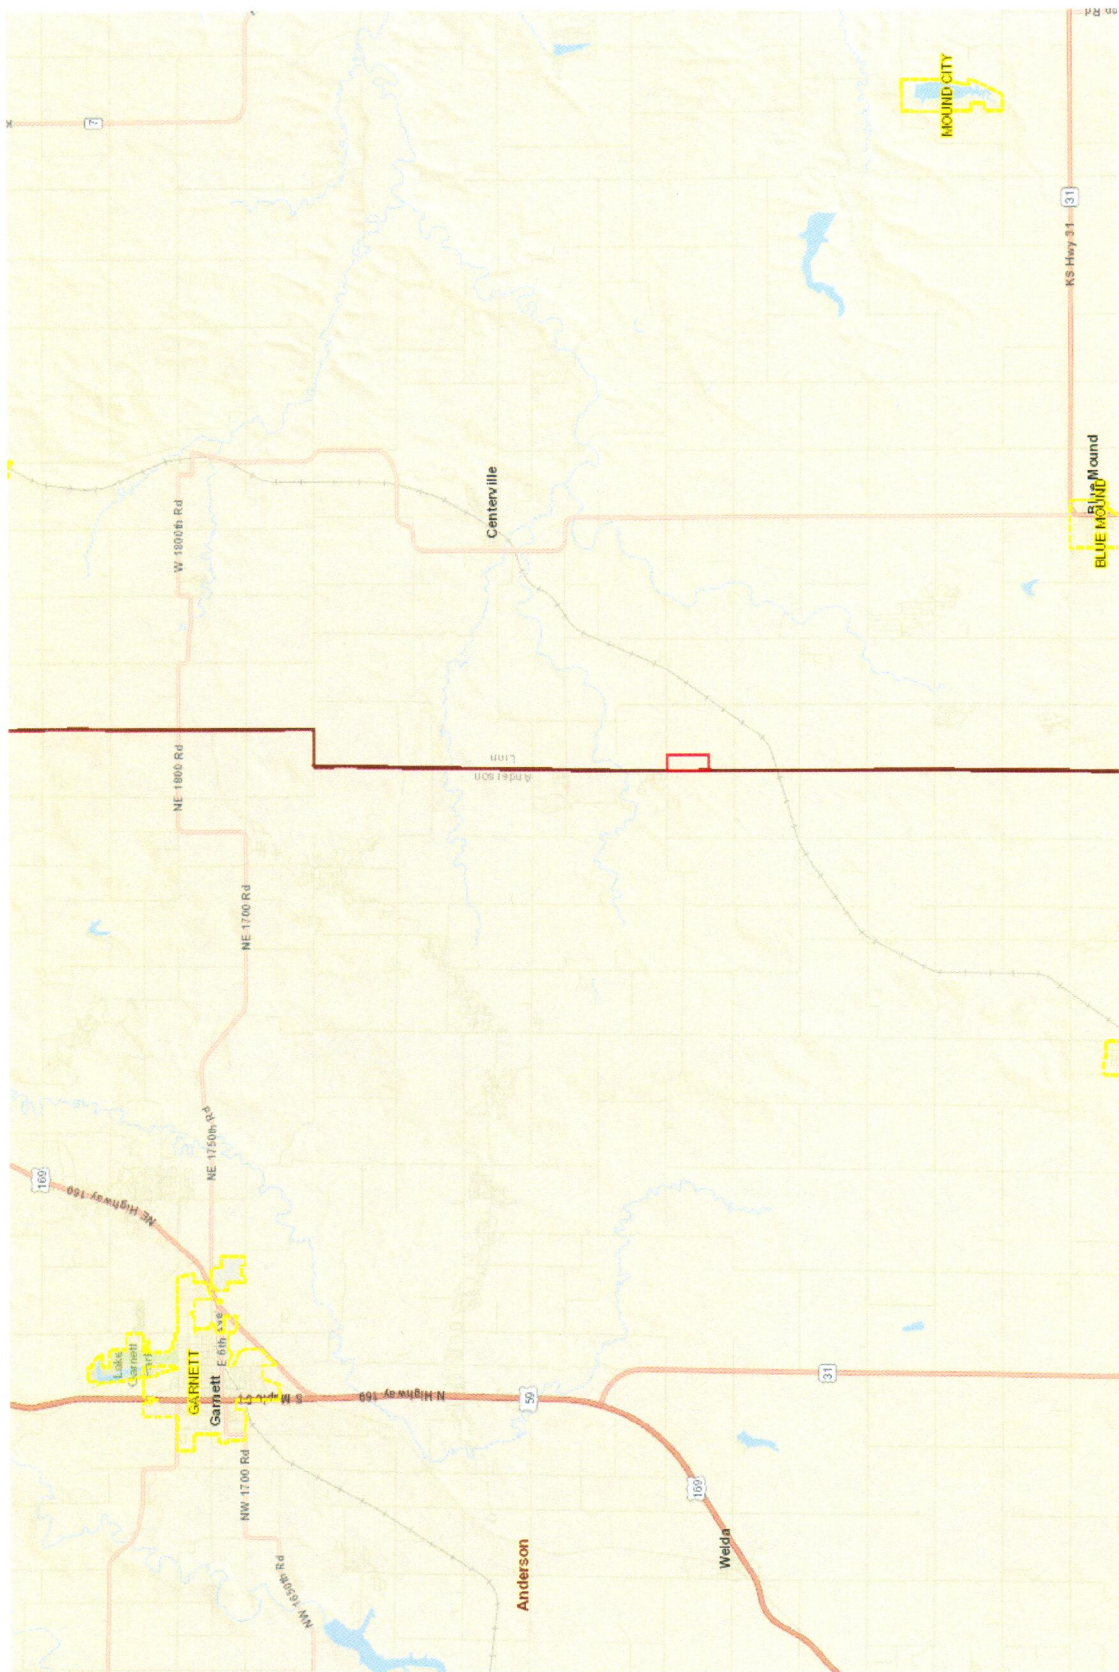 169
NE Highway 169
Lake
Garnett
GARNETT
Garnett
E 6th Ave
NW 1700 Rd
NW 1650th Rd
S Maple St
N Highway 169
59
NE 1750th Rd
NE 1700 Rd
NE 1800 Rd
W 1800th Rd
7
Anderson
Linn
Anderson
Centerville
169
Welda
31
MOUND CITY
KS Hwy 31
31
Blue Mound
BLUE MOUND
Rd